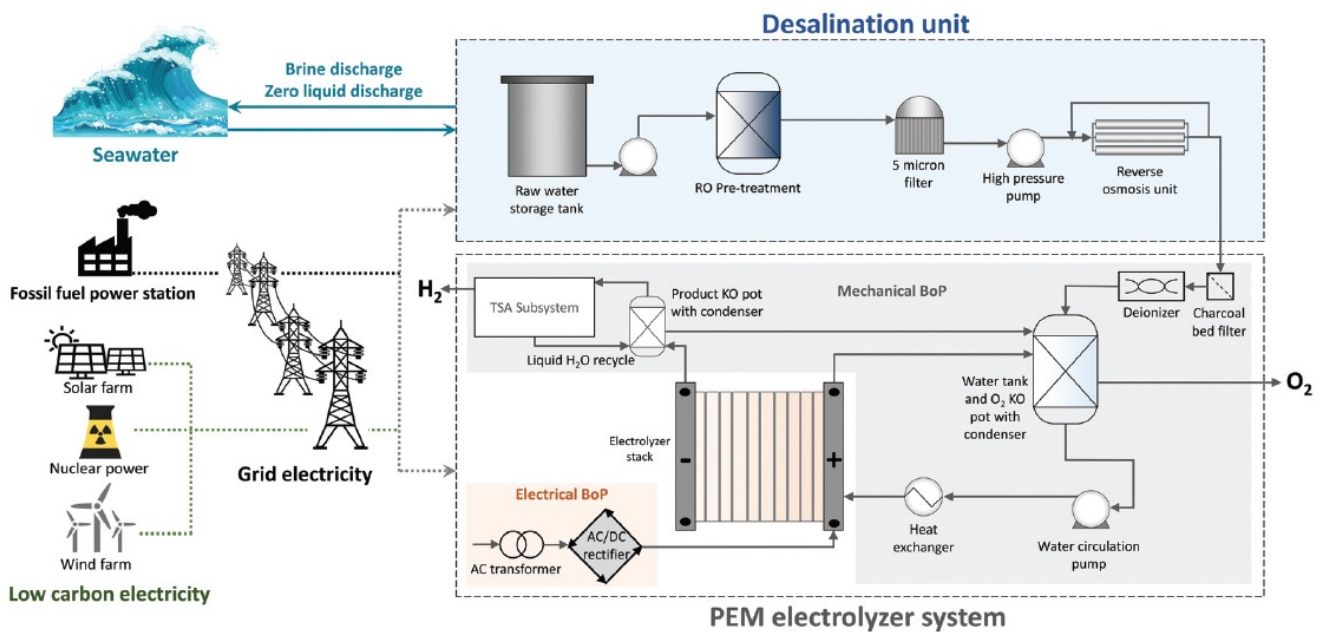 Desalination unit
Brine discharge
Zero liquid discharge
Seawater
Raw water
storage tank
RO Pre-treatment
5 micron
filter
High pressure
pump
Reverse
osmosis unit
Fossil fuel power station
Solar farm
Nuclear power
Wind farm
Low carbon electricity
Grid electricity
H2
TSA Subsystem
Product KO pot
with condenser
Liquid H2O recycle
Mechanical BoP
Deionizer
Charcoal
bed filter
Water tank
and O2 KO
pot with
condenser
O2
Electrolyzer
stack
-
+
Electrical BoP
AC transformer
AC/DC
rectifier
Heat
exchanger
Water circulation
pump
PEM electrolyzer system